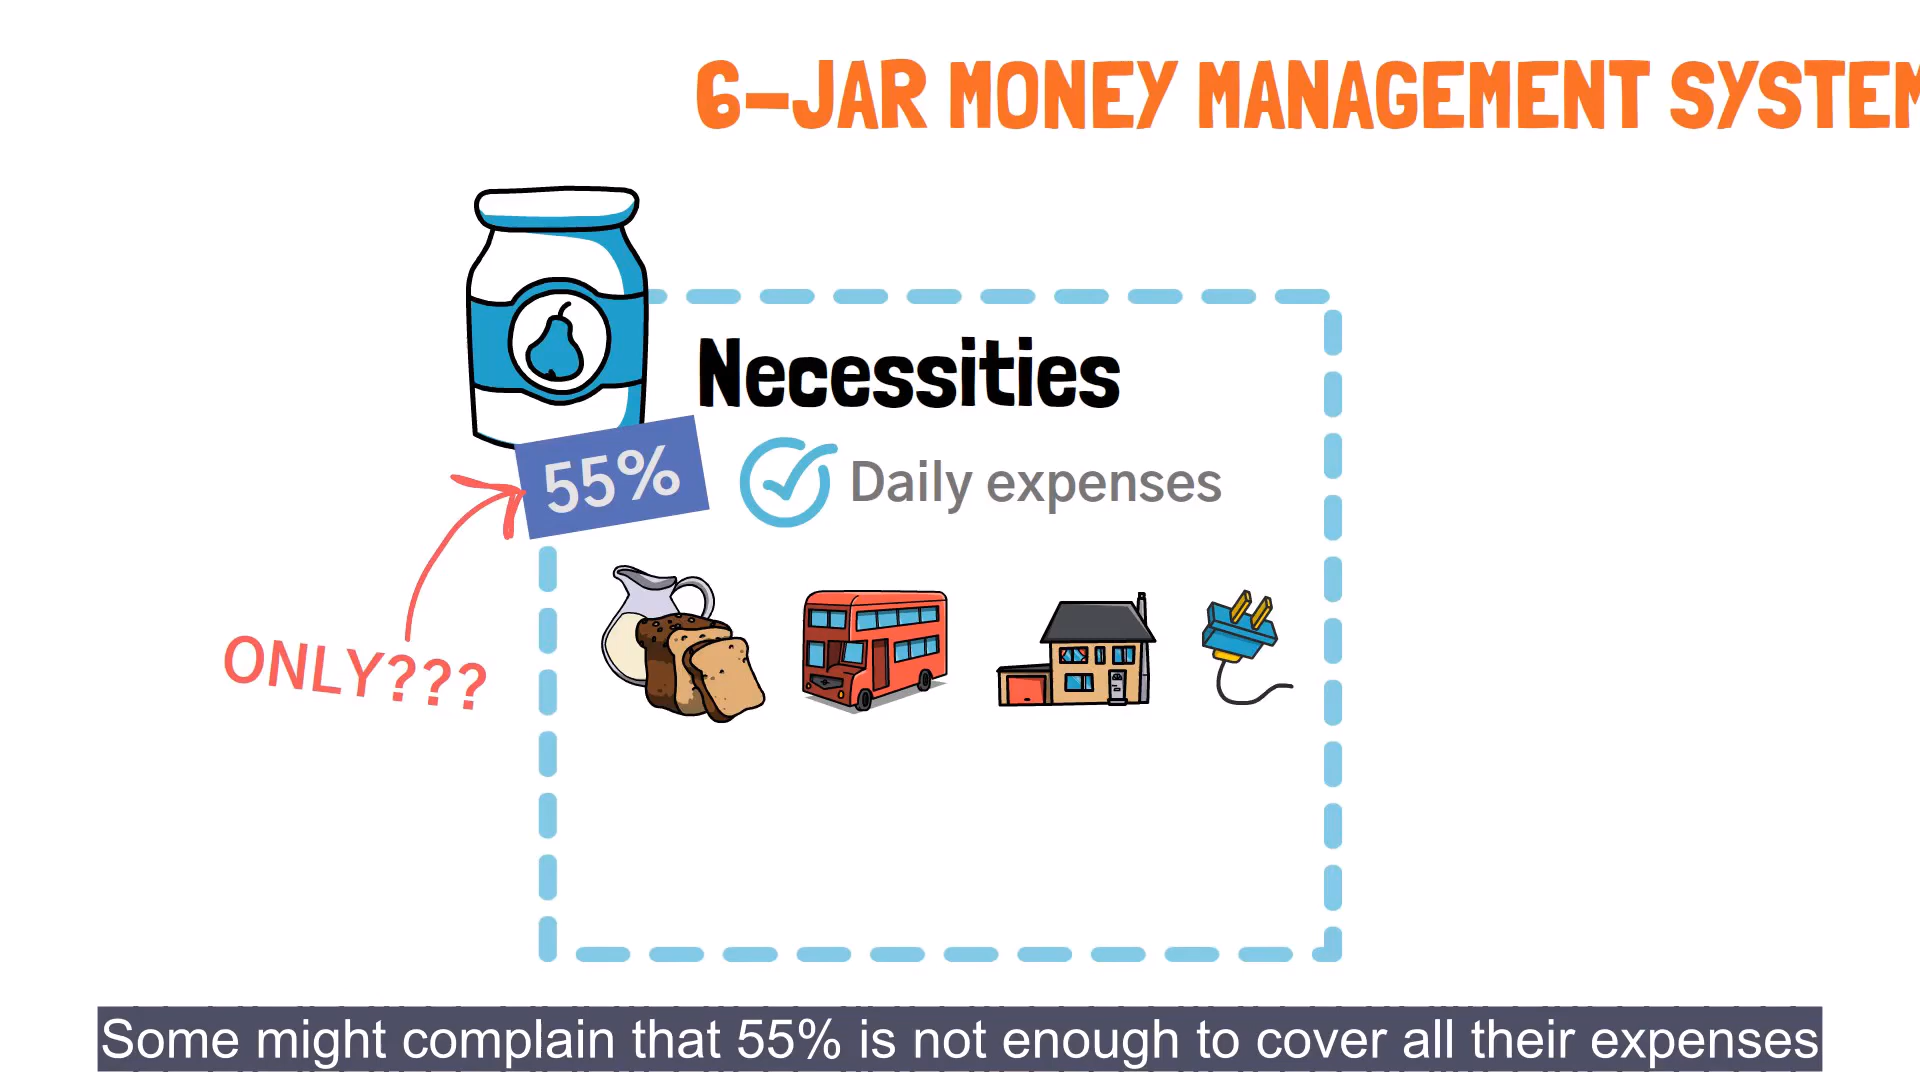 6-JAR MONEY MANAGEMENT SYSTEM
Necessities
55%
Daily expenses
ONLY???
Some might complain that 55% is not enough to cover all their expenses